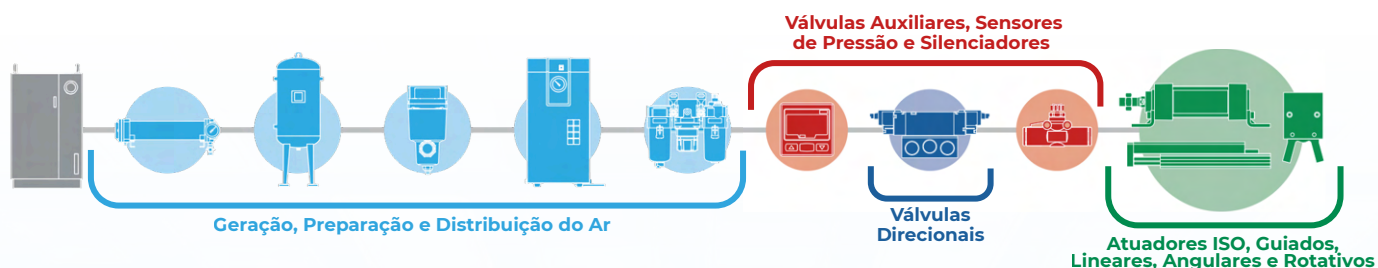 Válvulas Auxiliares, Sensores
de Pressão e Silenciadores
Geração, Preparação e Distribuição do Ar
Válvulas
Direcionais
Atuadores ISO, Guiados,
Lineares, Angulares e Rotativos